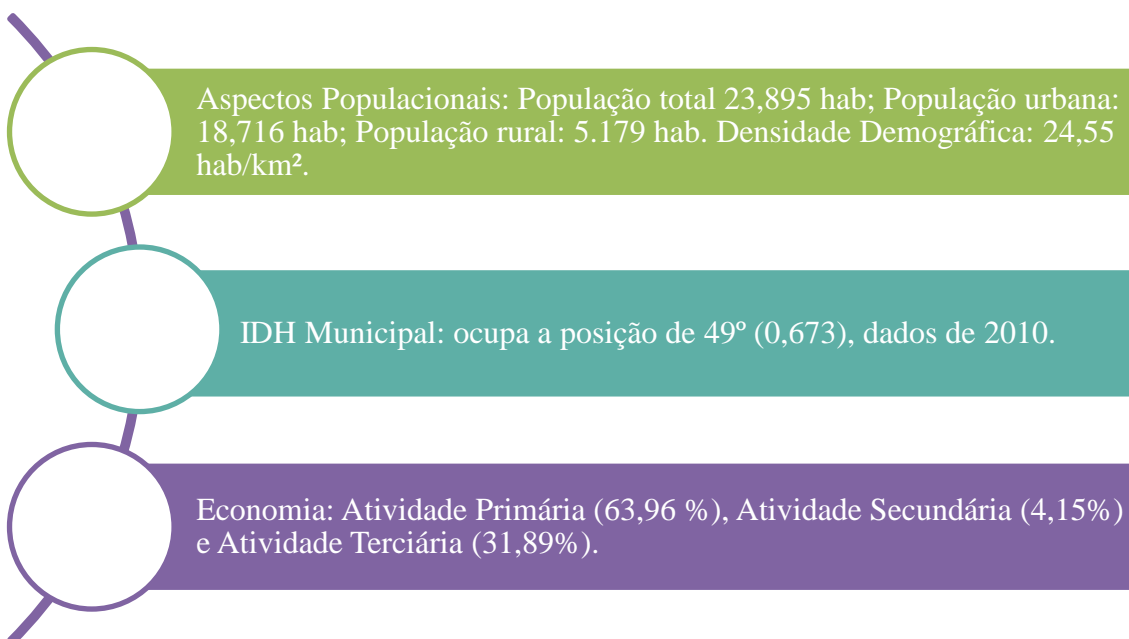 Aspectos Populacionais: População total 23,895 hab; População urbana:
18,716 hab; População rural: 5.179 hab. Densidade Demográfica: 24,55
hab/km².
IDH Municipal: ocupa a posição de 49º (0,673), dados de 2010.
Economia: Atividade Primária (63,96 %), Atividade Secundária (4,15%)
e Atividade Terciária (31,89%).